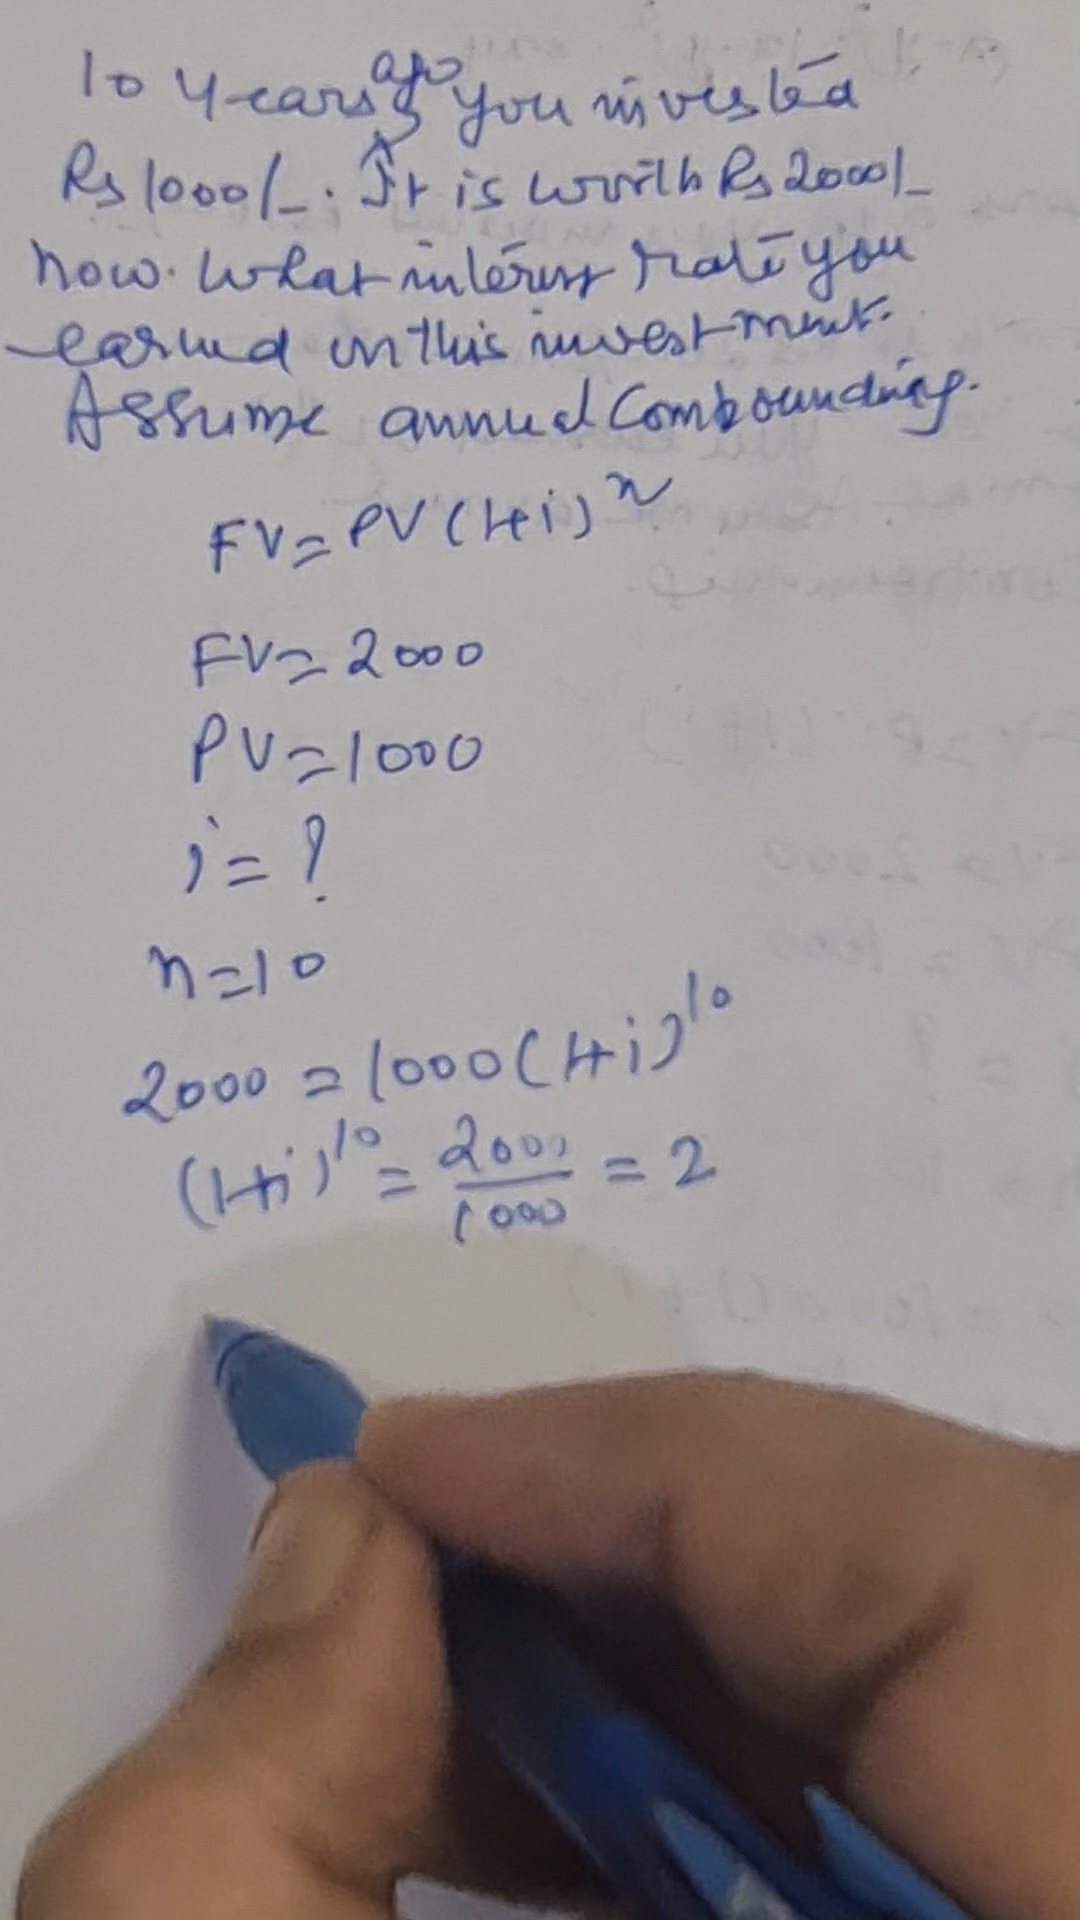 10 years ago you invested
Rs 1000/-. It is worth Rs 2000/-
now. What interest rate you
earned on this investment.
Assume annual Compounding.
FV = PV(1+i)^n
FV = 2000
PV = 1000
i = ?
n = 10
2000 = 1000(1+i)^10
(1+i)^10 = 2000/1000 = 2